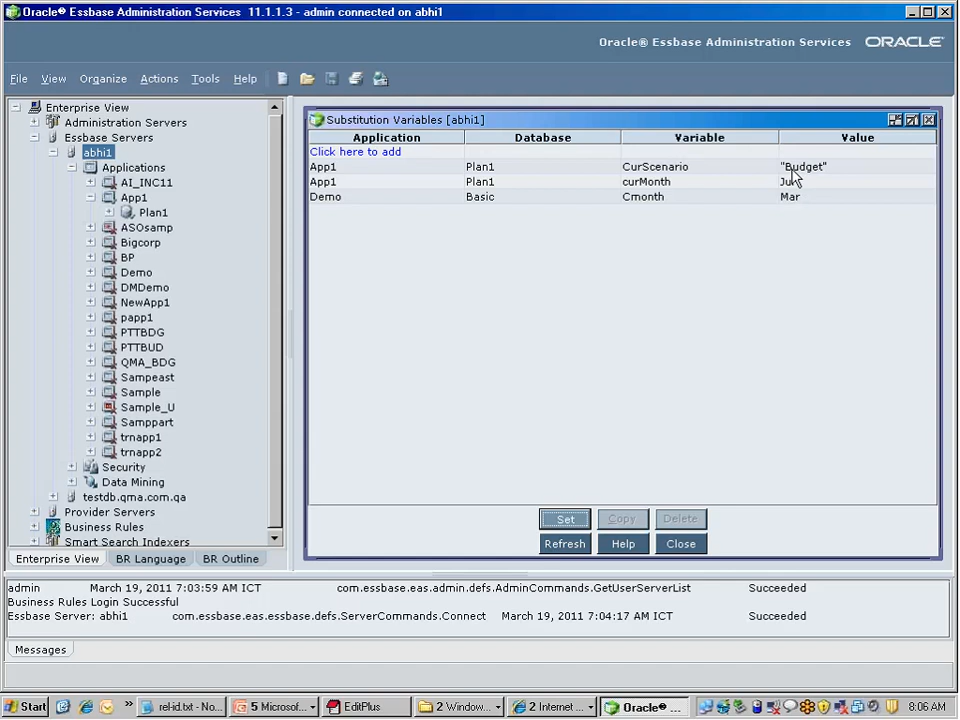 Oracle® Essbase Administration Services 11.1.1.3 - admin connected on abhi1
Oracle® Essbase Administration Services ORACLE®
File View Organize Actions Tools Help
Enterprise View
Administration Servers
Essbase Servers
abhi1
Applications
AI_INC11
App1
Plan1
ASOsamp
Bigcorp
BP
Demo
DMDemo
NewApp1
papp1
PTTBDG
PTTBUD
QMA_BDG
Sampeast
Sample
Sample_U
Samppart
trnapp1
trnapp2
Security
Data Mining
testdb.qma.com.qa
Provider Servers
Business Rules
Smart Search Indexers
Enterprise View BR Language BR Outline
Substitution Variables [abhi1]
Application Database Variable Value
Click here to add
App1 Plan1 CurScenario "Budget"
App1 Plan1 curMonth
Demo Basic Cmonth Mar
Set Copy Delete
Refresh Help Close
admin March 19, 2011 7:03:59 AM ICT com.essbase.eas.admin.defs.AdminCommands.GetUserServerList Succeeded
Business Rules Login Successful
Essbase Server: abhi1 com.essbase.eas.essbase.defs.ServerCommands.Connect March 19, 2011 7:04:17 AM ICT Succeeded
Messages
Start » rel-id.txt - No... 5 Microsoft... EditPlus 2 Window... 2 Internet ... Oracle® ... 8:06 AM